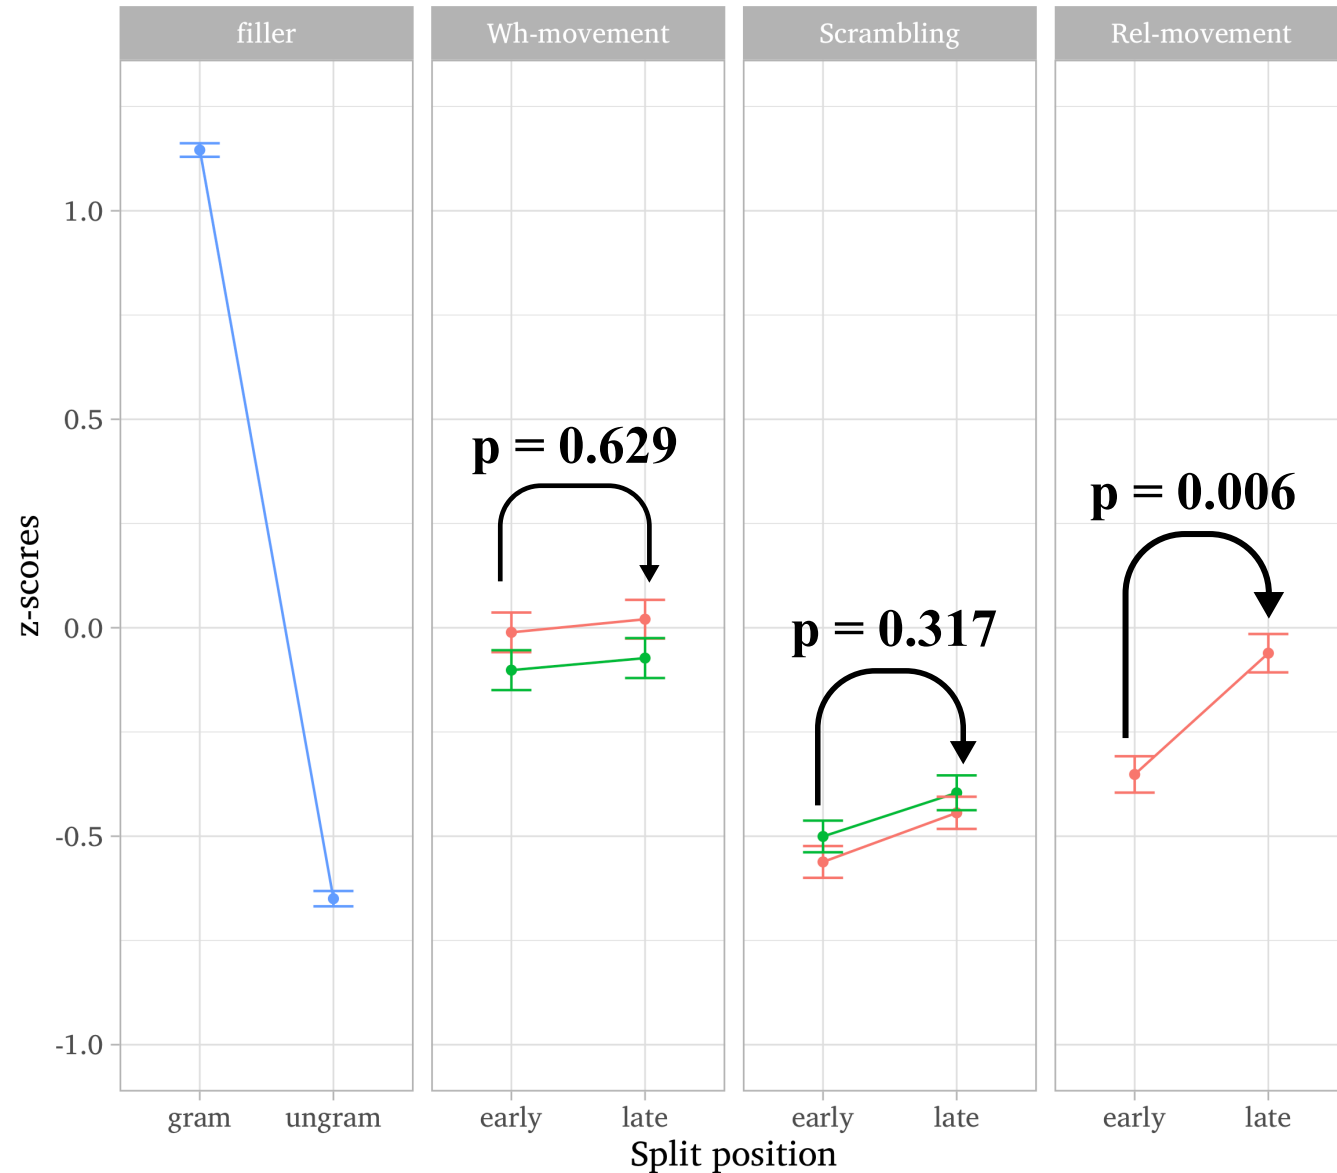 filler
Wh-movement
Scrambling
Rel-movement
z-scores
1.0
0.5
0.0
-0.5
-1.0
p = 0.629
p = 0.317
p = 0.006
gram
ungram
early
late
early
late
early
late
Split position